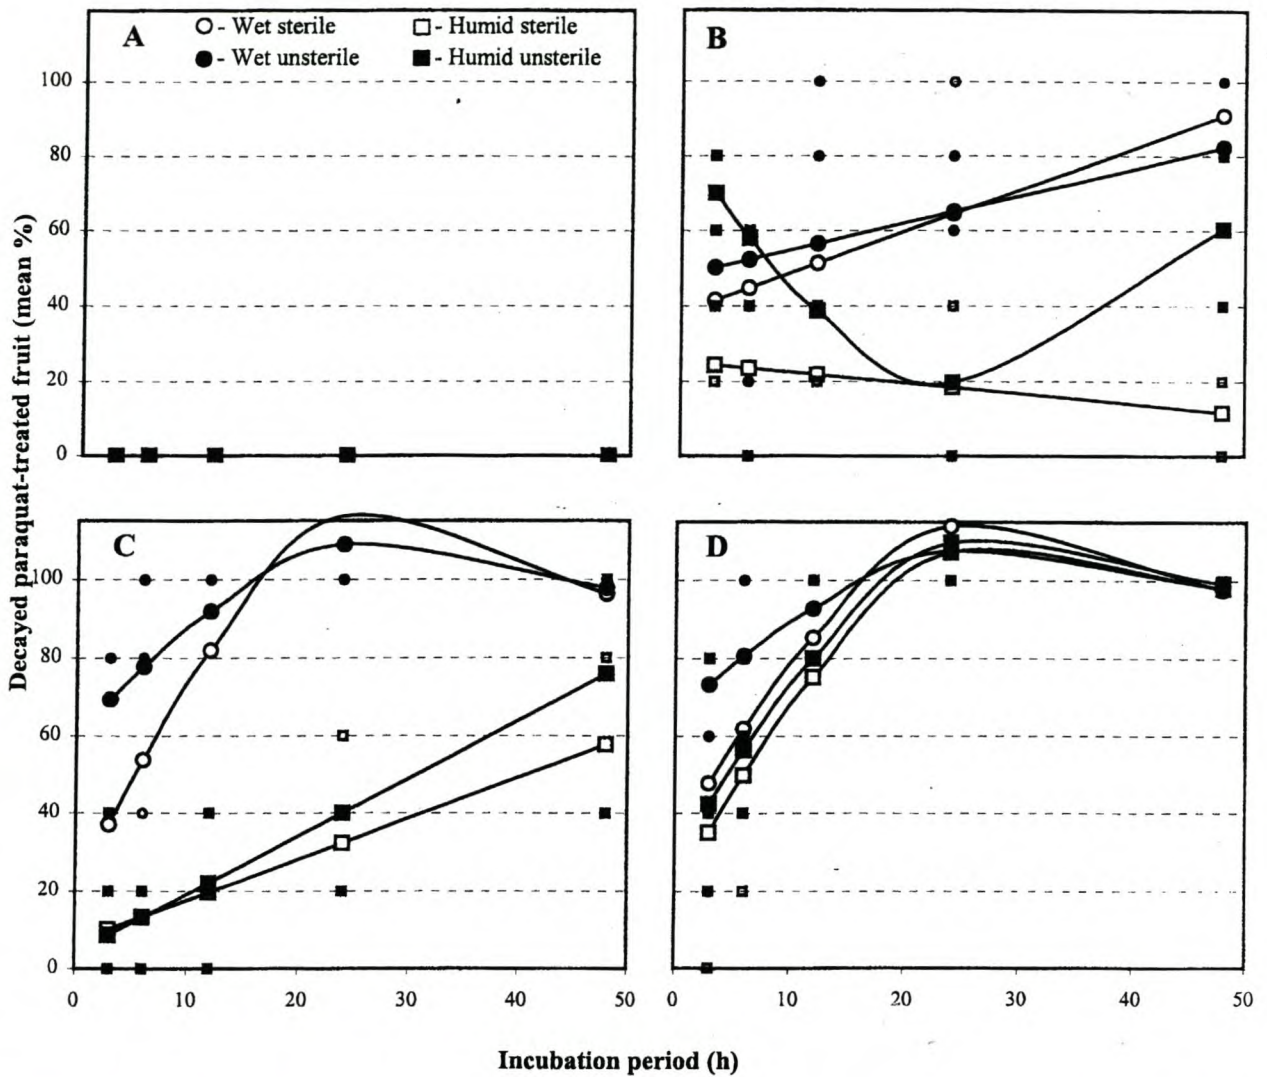 A
O - Wet sterile
□ - Humid sterile
● - Wet unsterile
■ - Humid unsterile
B
100
80
60
40
20
0
Decayed paraquat-treated fruit (mean %)
C
D
100
80
60
40
20
0
0 10 20 30 40 50
0 10 20 30 40 50
Incubation period (h)